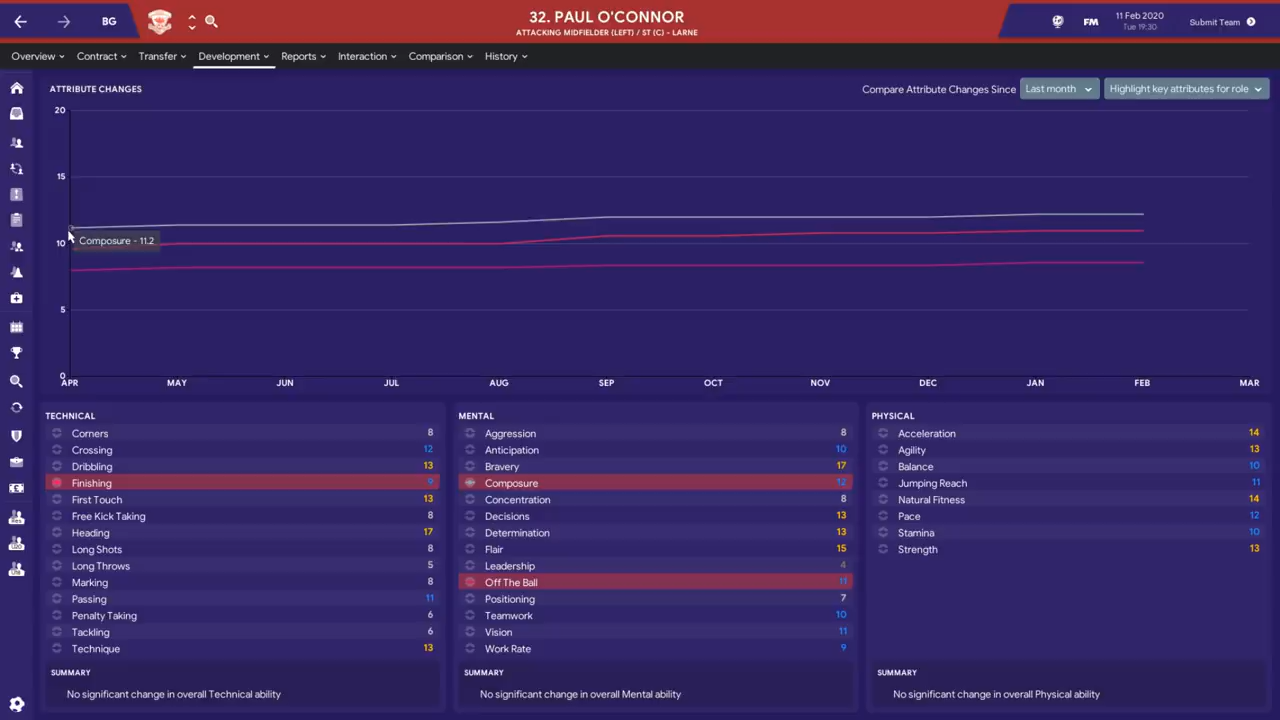 BG
32. PAUL O'CONNOR
ATTACKING MIDFIELDER (LEFT) / ST (C) - LARNE
FM
11 Feb 2020
Tue 19:30
Submit Team
Overview
Contract
Transfer
Development
Reports
Interaction
Comparison
History
ATTRIBUTE CHANGES
Compare Attribute Changes Since
Last month
Highlight key attributes for role
20
15
10
5
0
Composure - 11.2
APR MAY JUN JUL AUG SEP OCT NOV DEC JAN FEB MAR
TECHNICAL
Corners 8
Crossing 12
Dribbling 13
Finishing 9
First Touch 13
Free Kick Taking 8
Heading 17
Long Shots 8
Long Throws 5
Marking 8
Passing 11
Penalty Taking 6
Tackling 6
Technique 13
SUMMARY
No significant change in overall Technical ability
MENTAL
Aggression 8
Anticipation 10
Bravery 17
Composure 12
Concentration 8
Decisions 13
Determination 13
Flair 15
Leadership 4
Off The Ball 11
Positioning 7
Teamwork 10
Vision 11
Work Rate 9
SUMMARY
No significant change in overall Mental ability
PHYSICAL
Acceleration 14
Agility 13
Balance 10
Jumping Reach 11
Natural Fitness 14
Pace 12
Stamina 10
Strength 13
SUMMARY
No significant change in overall Physical ability